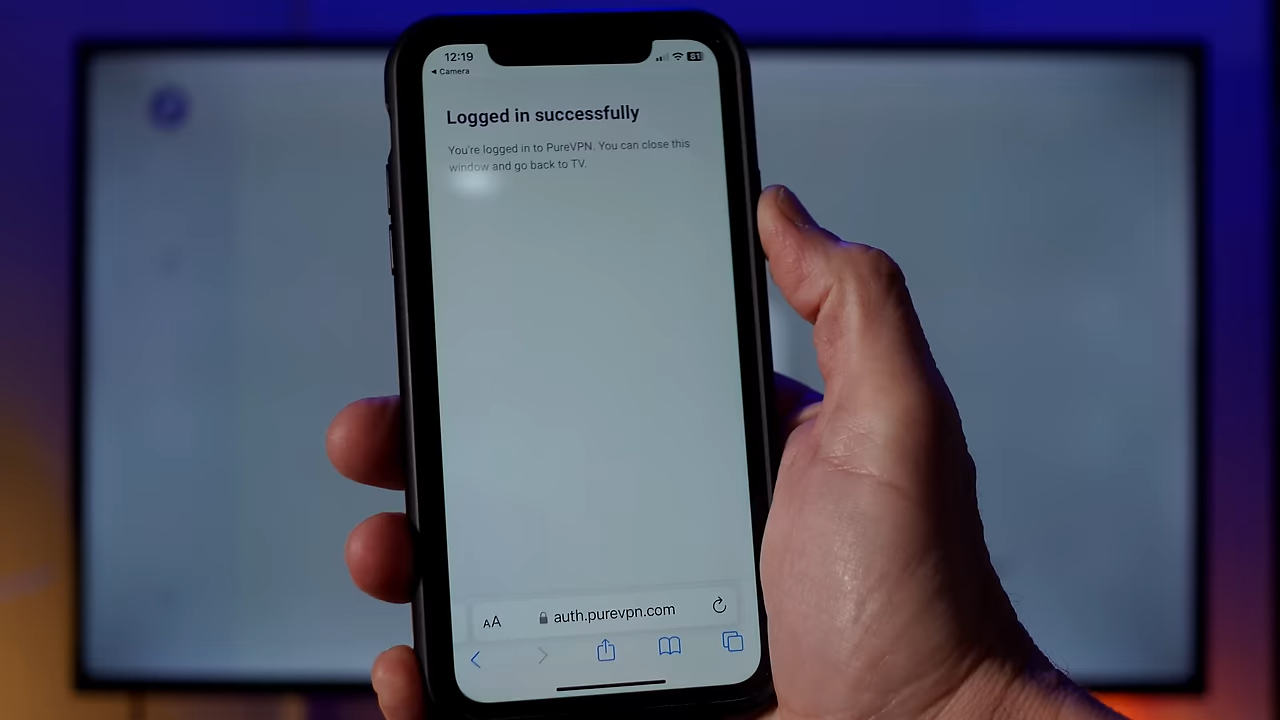 12:19
81
◄ Camera
Logged in successfully
You're logged in to PureVPN. You can close this
window and go back to TV.
AA
auth.purevpn.com